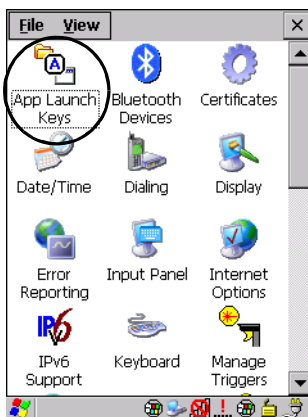 File View
App Launch Bluetooth Certificates
Keys Devices
Date/Time Dialing Display
Error Input Panel Internet
Reporting Options
IPv6
IPv6 Keyboard Manage
Support Triggers